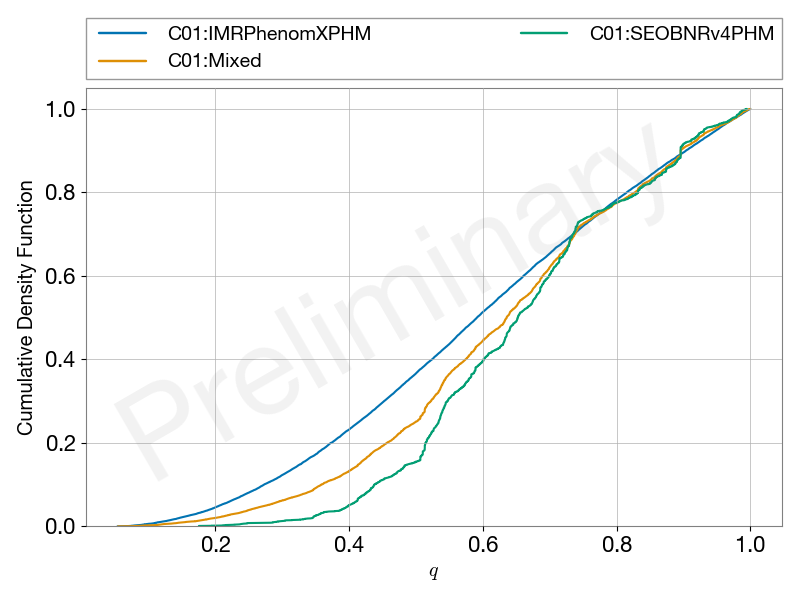 C01:IMRPhenomXPHM
C01:Mixed
C01:SEOBNRv4PHM
Cumulative Density Function
1.0
0.8
0.6
0.4
0.2
0.0
Preliminary
0.2 0.4 0.6 0.8 1.0
q